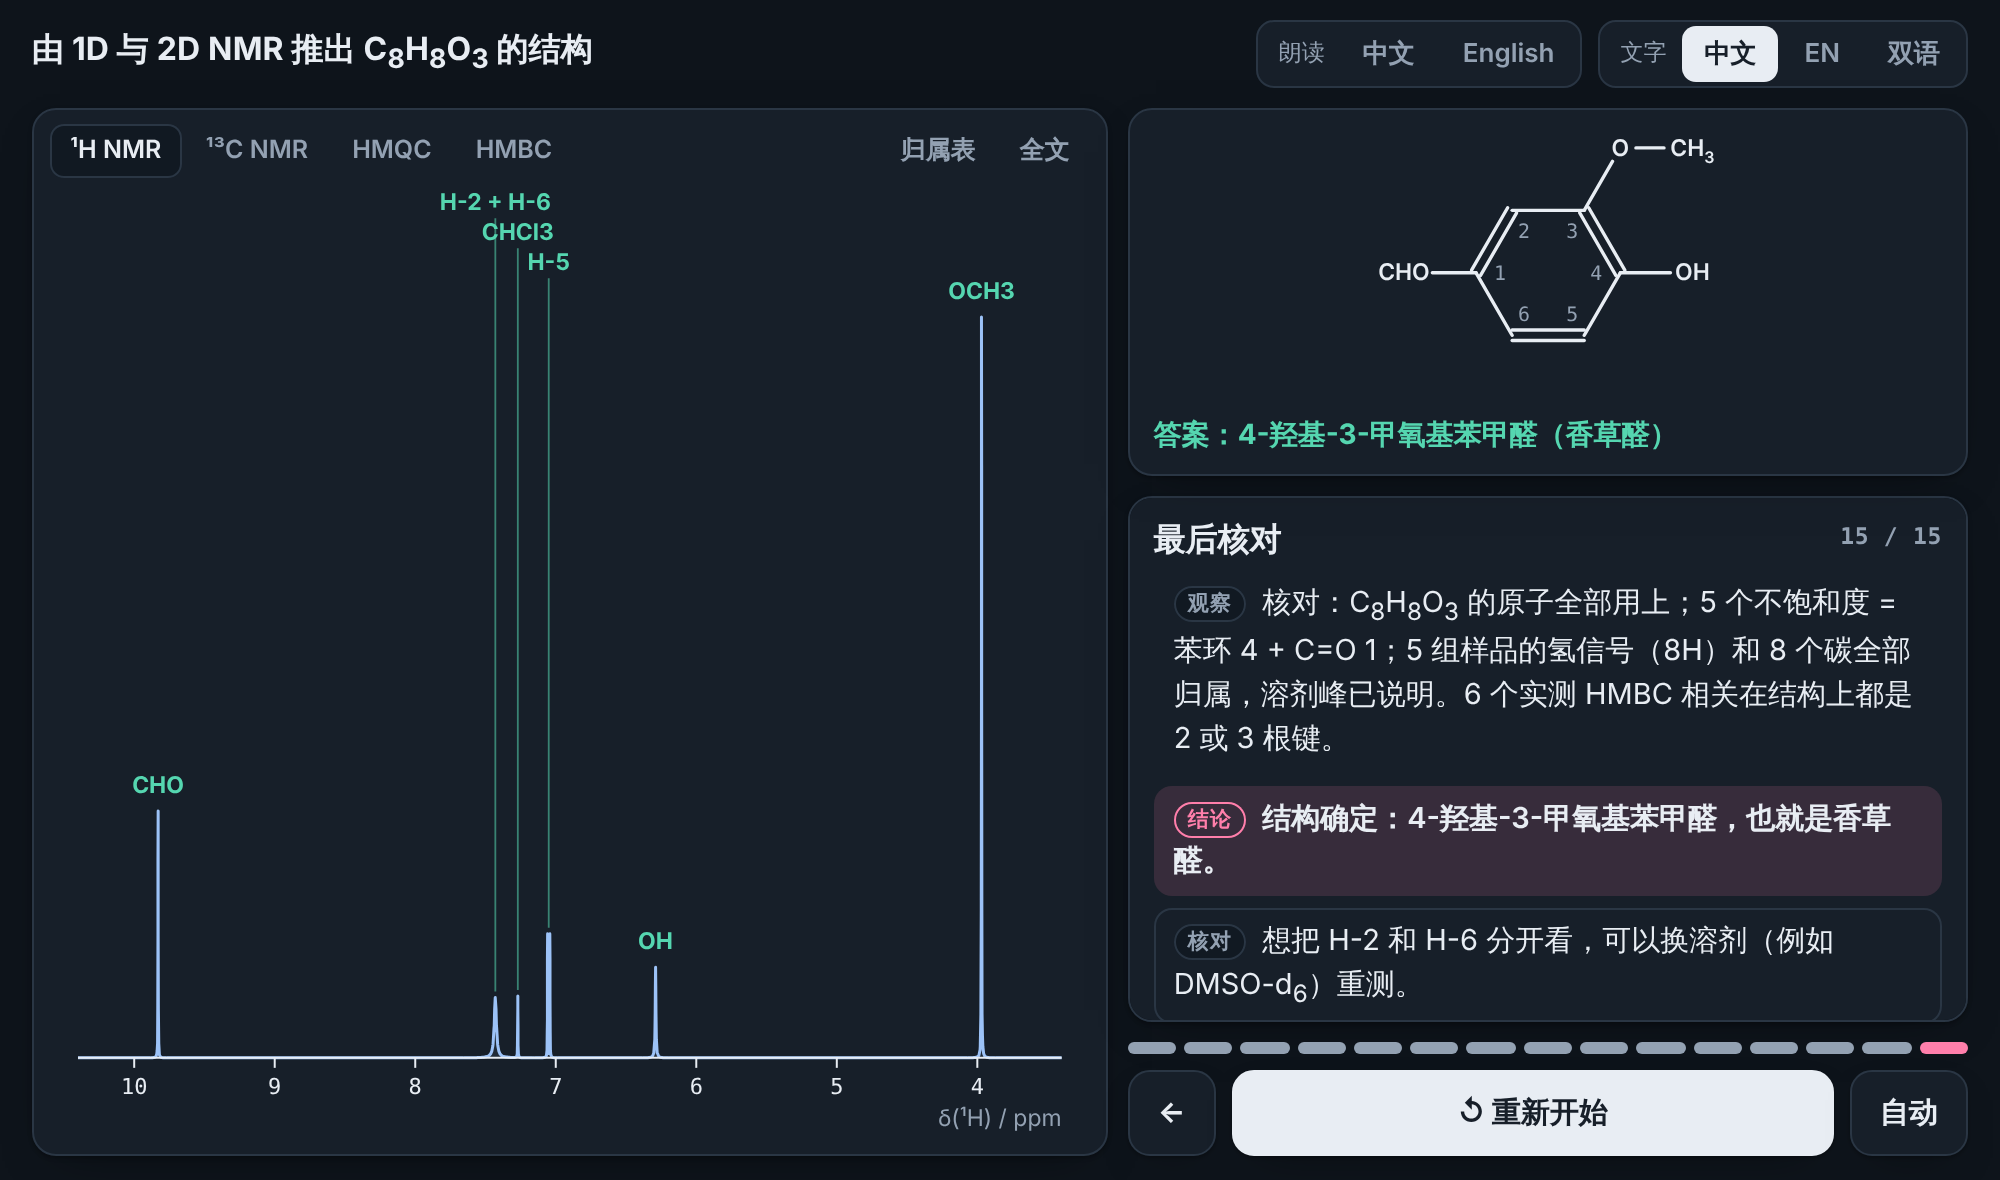 由 1D 与 2D NMR 推出 C₈H₈O₃ 的结构
朗读 中文 English
文字 中文 EN 双语
¹H NMR ¹³C NMR HMQC HMBC 归属表 全文
H-2 + H-6
CHCl3
H-5
OCH3
CHO
OH
10 9 8 7 6 5 4
δ(¹H) / ppm
O CH₃
2 3
CHO 1 4 OH
6 5
答案：4-羟基-3-甲氧基苯甲醛（香草醛）
最后核对 15 / 15
观察 核对：C₈H₈O₃ 的原子全部用上；5 个不饱和度 =
苯环 4 + C=O 1；5 组样品的氢信号（8H）和 8 个碳全部
归属，溶剂峰已说明。6 个实测 HMBC 相关在结构上都是
2 或 3 根键。
结论 结构确定：4-羟基-3-甲氧基苯甲醛，也就是香草
醛。
核对 想把 H-2 和 H-6 分开看，可以换溶剂（例如
DMSO-d₆）重测。
← ↺ 重新开始 自动